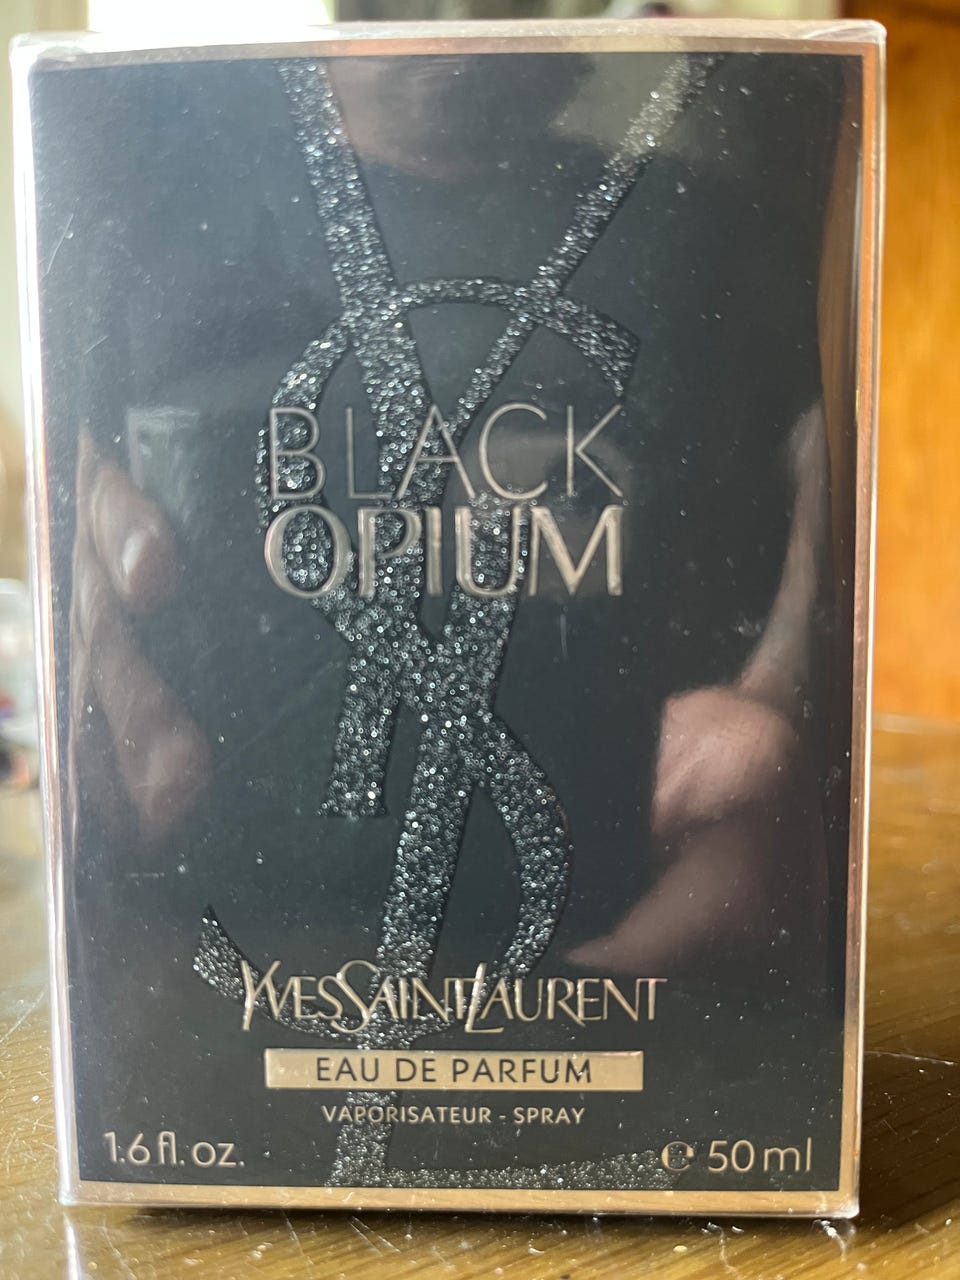 BLACK
OPIUM
YVESSAINTLAURENT
EAU DE PARFUM
VAPORISATEUR - SPRAY
1.6 fl. oz. ℮ 50 ml